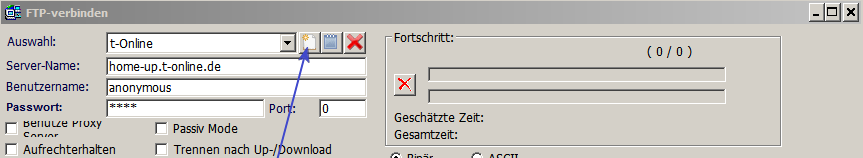 FTP-verbinden
Auswahl: t-Online
Server-Name: home-up.t-online.de
Benutzername: anonymous
Passwort: **** Port: 0
Benutze Proxy Server
Passiv Mode
Aufrechterhalten
Trennen nach Up-/Download
Fortschritt:
( 0 / 0 )
Geschätzte Zeit:
Gesamtzeit:
Binär ASCII